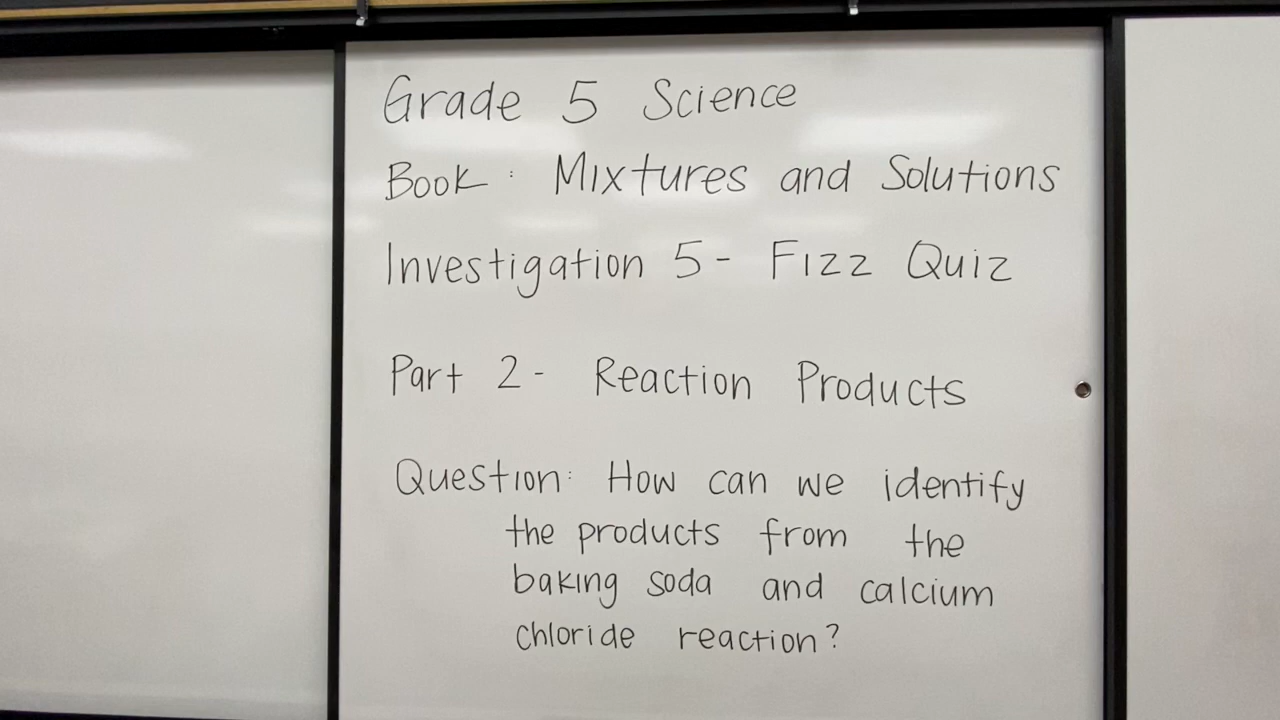 Grade 5 Science
Book: Mixtures and Solutions
Investigation 5- Fizz Quiz
Part 2- Reaction Products
Question: How can we identify
the products from the
baking soda and calcium
chloride reaction?